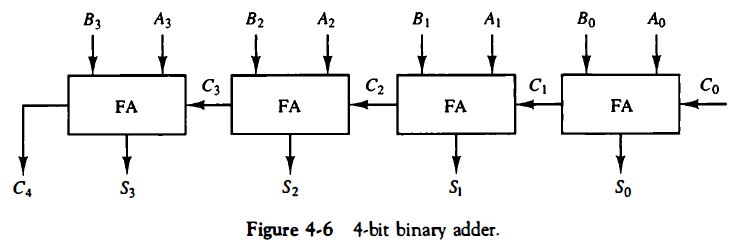 B3 A3 B2 A2 B1 A1 B0 A0
C3 C2 C1 C0
FA FA FA FA
C4 S3 S2 S1 S0
Figure 4-6 4-bit binary adder.